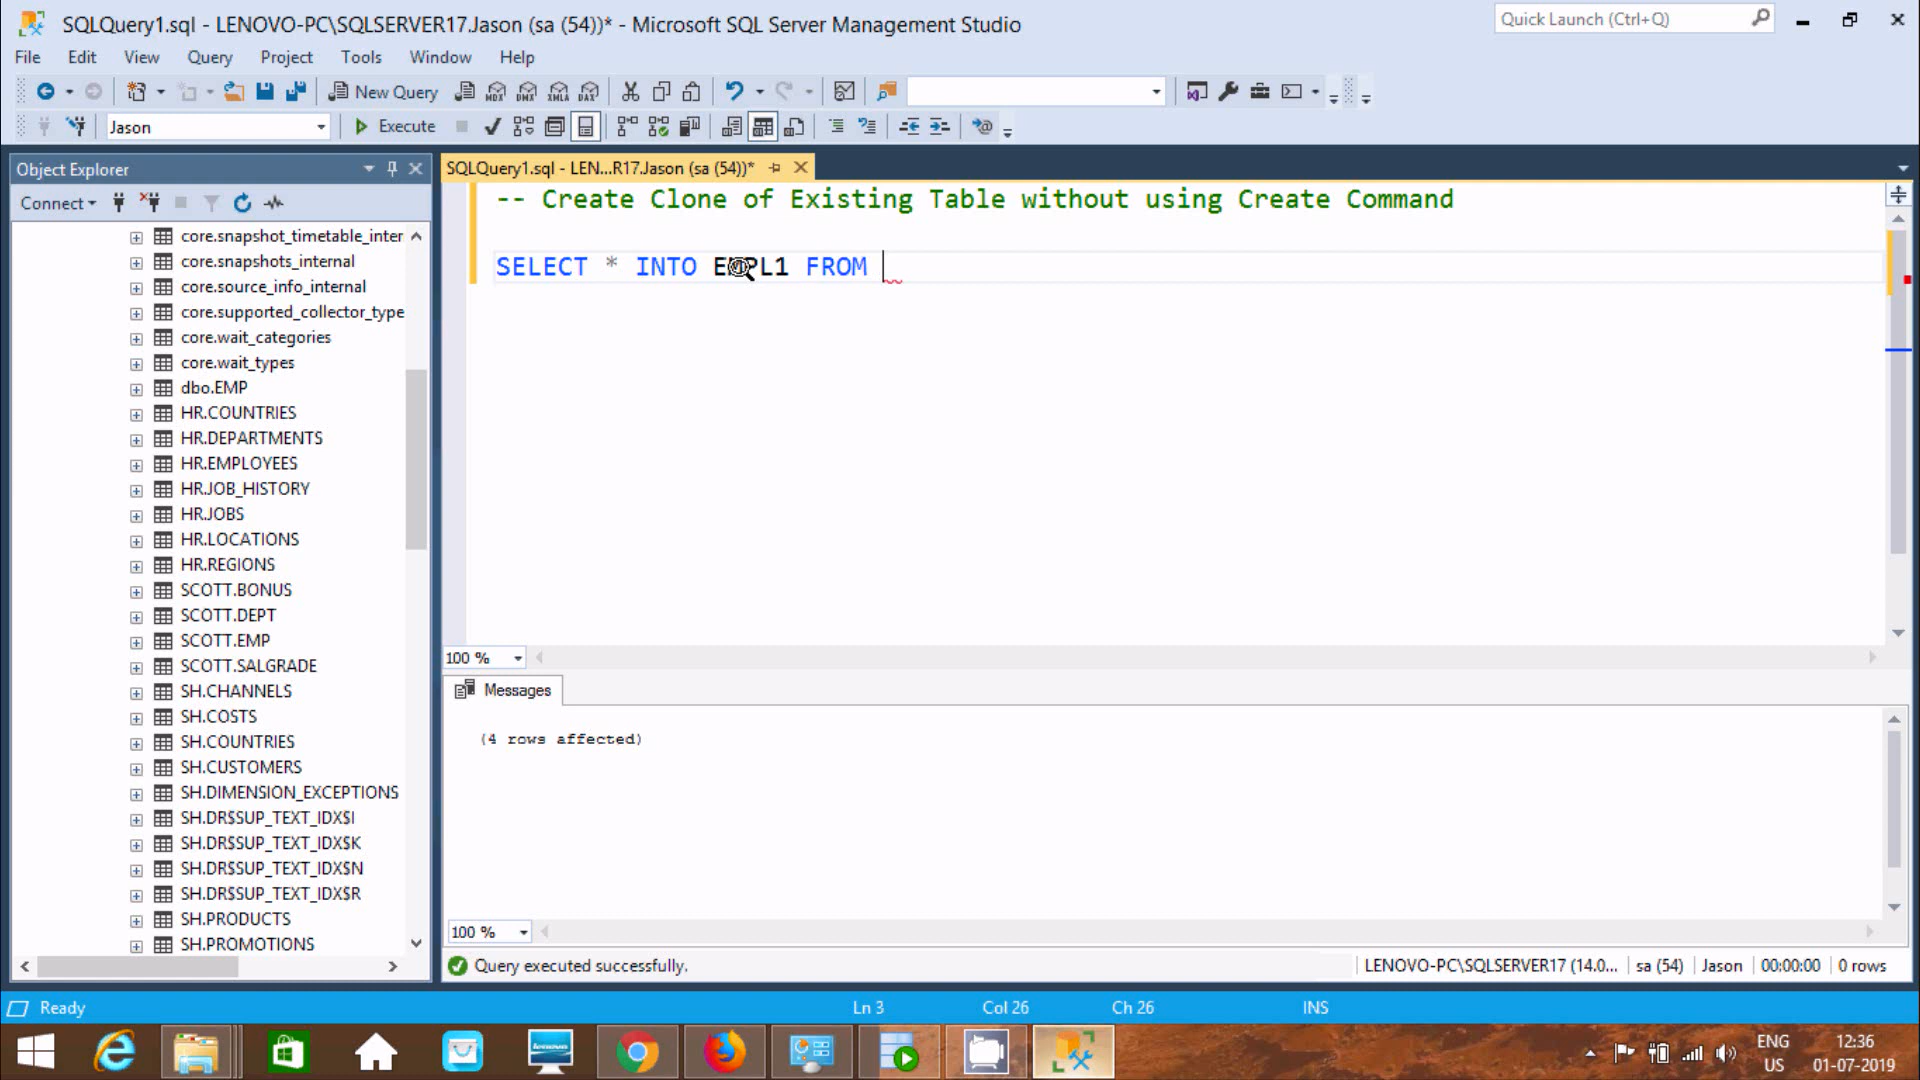 SQLQuery1.sql - LENOVO-PC\SQLSERVER17.Jason (sa (54))* - Microsoft SQL Server Management Studio
Quick Launch (Ctrl+Q)
File Edit View Query Project Tools Window Help
New Query
MDX DMX XMLA DAX
Jason
Execute
Object Explorer
SQLQuery1.sql - LEN...R17.Jason (sa (54))*
Connect
-- Create Clone of Existing Table without using Create Command
SELECT * INTO EMPL1 FROM
core.snapshot_timetable_inter
core.snapshots_internal
core.source_info_internal
core.supported_collector_type
core.wait_categories
core.wait_types
dbo.EMP
HR.COUNTRIES
HR.DEPARTMENTS
HR.EMPLOYEES
HR.JOB_HISTORY
HR.JOBS
HR.LOCATIONS
HR.REGIONS
SCOTT.BONUS
SCOTT.DEPT
SCOTT.EMP
SCOTT.SALGRADE
SH.CHANNELS
SH.COSTS
SH.COUNTRIES
SH.CUSTOMERS
SH.DIMENSION_EXCEPTIONS
SH.DR$SUP_TEXT_IDX$I
SH.DR$SUP_TEXT_IDX$K
SH.DR$SUP_TEXT_IDX$N
SH.DR$SUP_TEXT_IDX$R
SH.PRODUCTS
SH.PROMOTIONS
100 %
Messages
(4 rows affected)
100 %
Query executed successfully.
LENOVO-PC\SQLSERVER17 (14.0... sa (54) Jason 00:00:00 0 rows
Ready Ln 3 Col 26 Ch 26 INS
ENG
US
12:36
01-07-2019